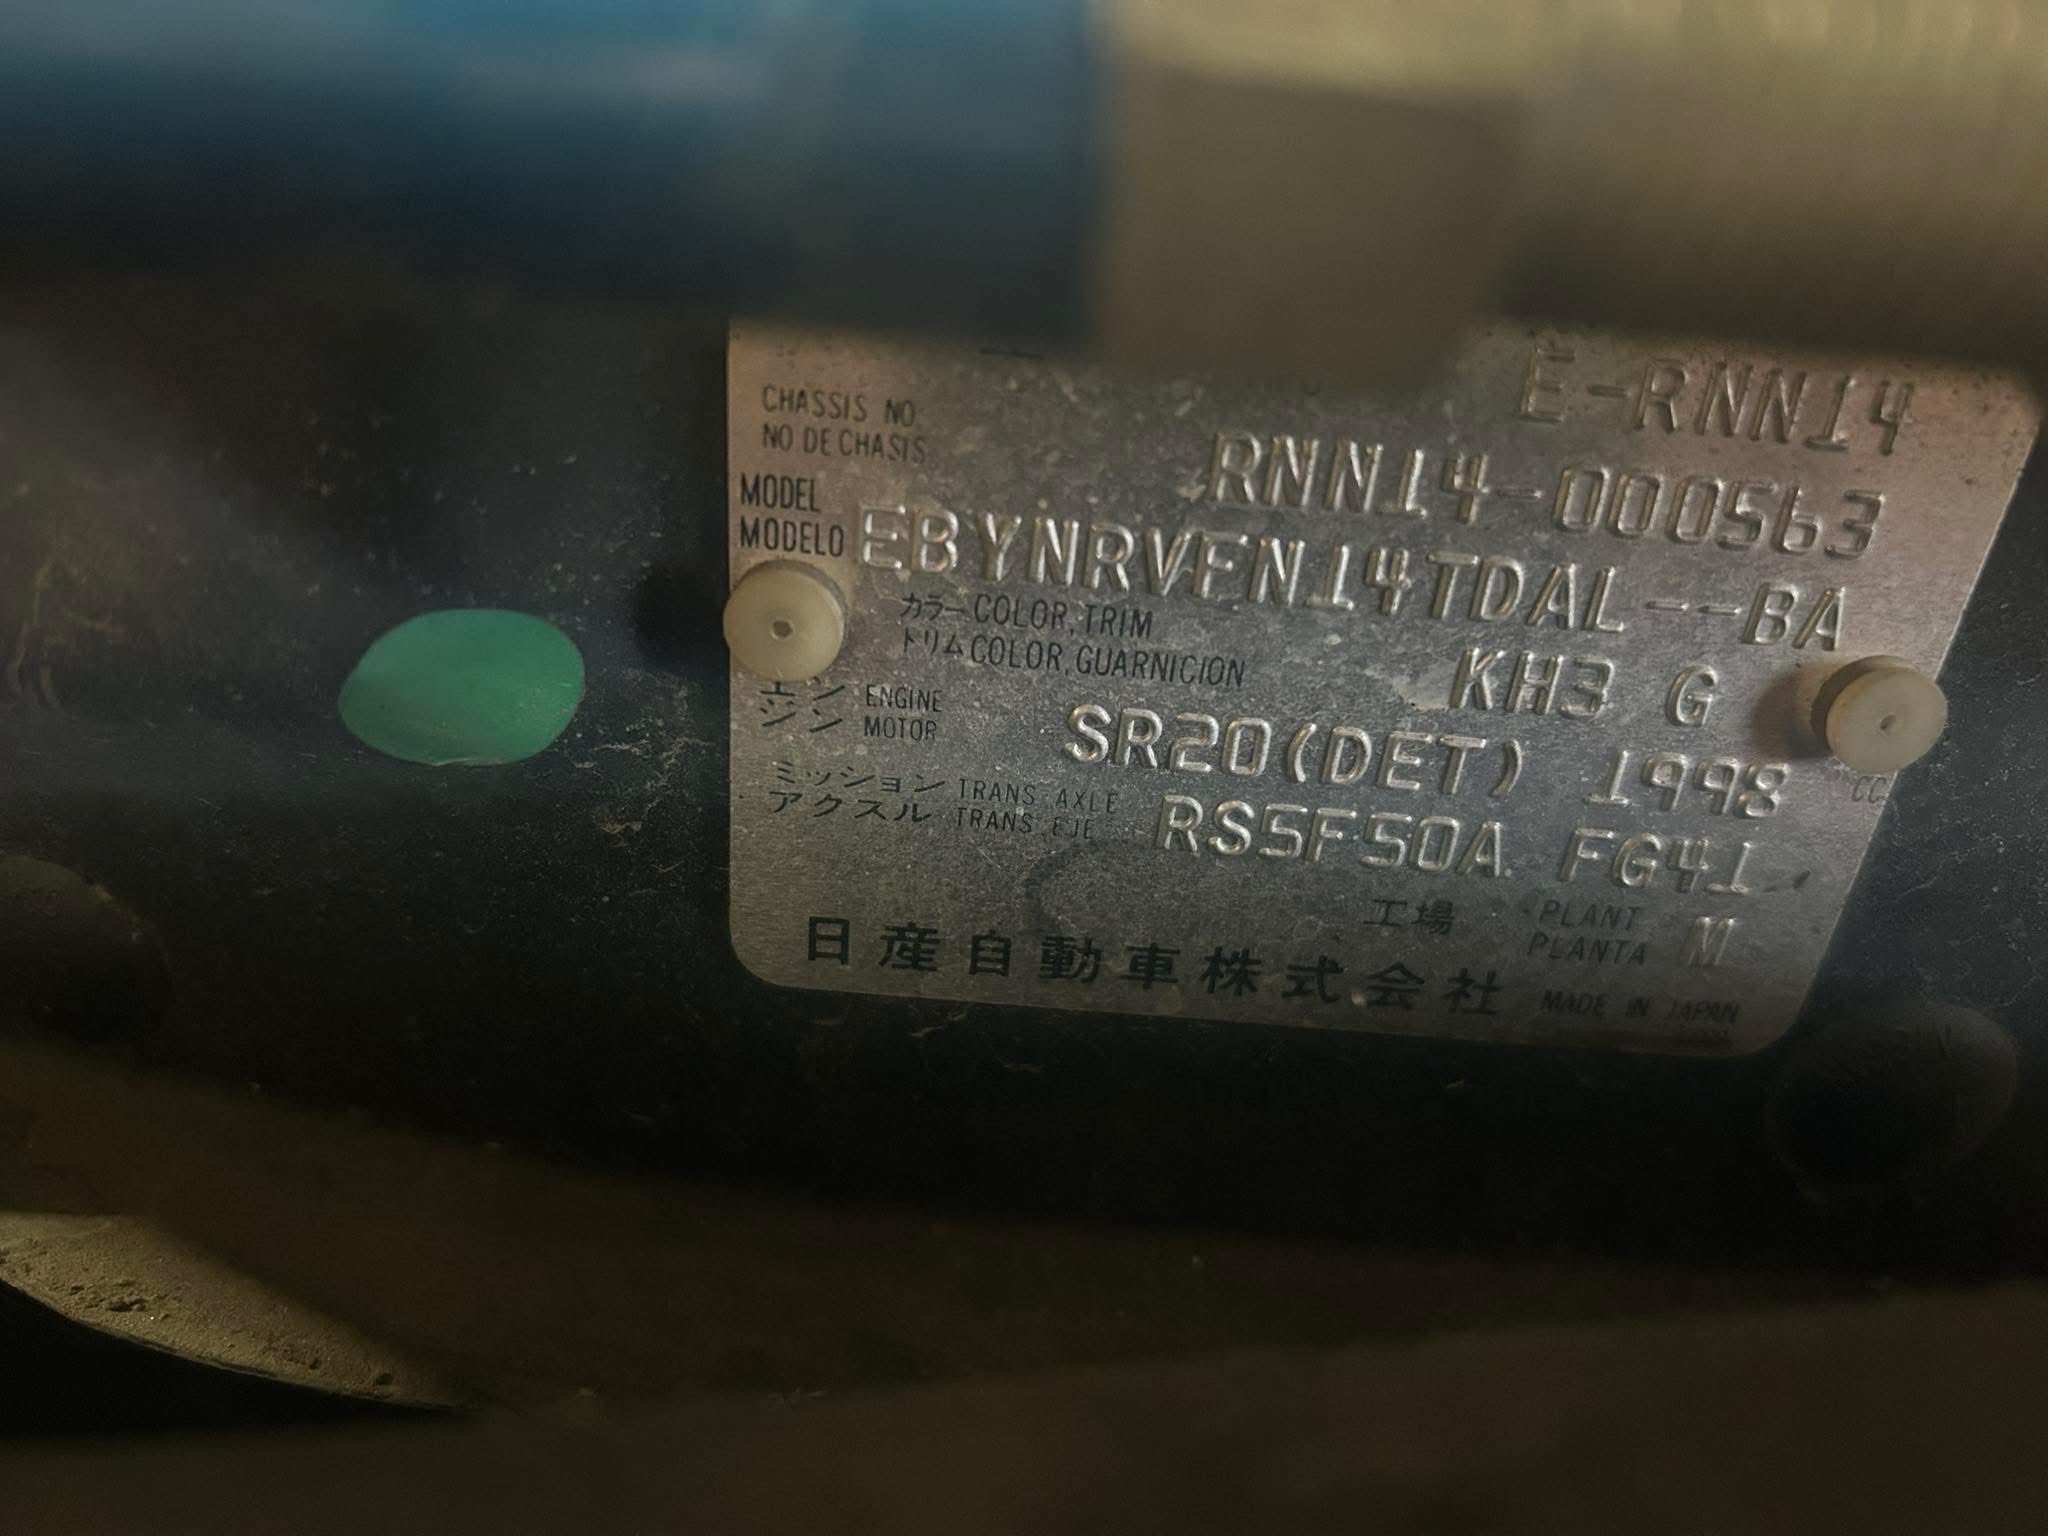 E-RNN14
CHASSIS NO
NO DE CHASIS
RNN14-000563
MODEL
MODELO
EBYNRVFN14TDAL--BA
カラー COLOR, TRIM
トリム COLOR, GUARNICION
KH3 G
エン ENGINE
ジン MOTOR
SR20(DET) 1998 CC
ミッション TRANS AXLE
アクスル TRANS EJE
RS5F50A FG41
工場 PLANT
PLANTA M
日産自動車株式会社 MADE IN JAPAN